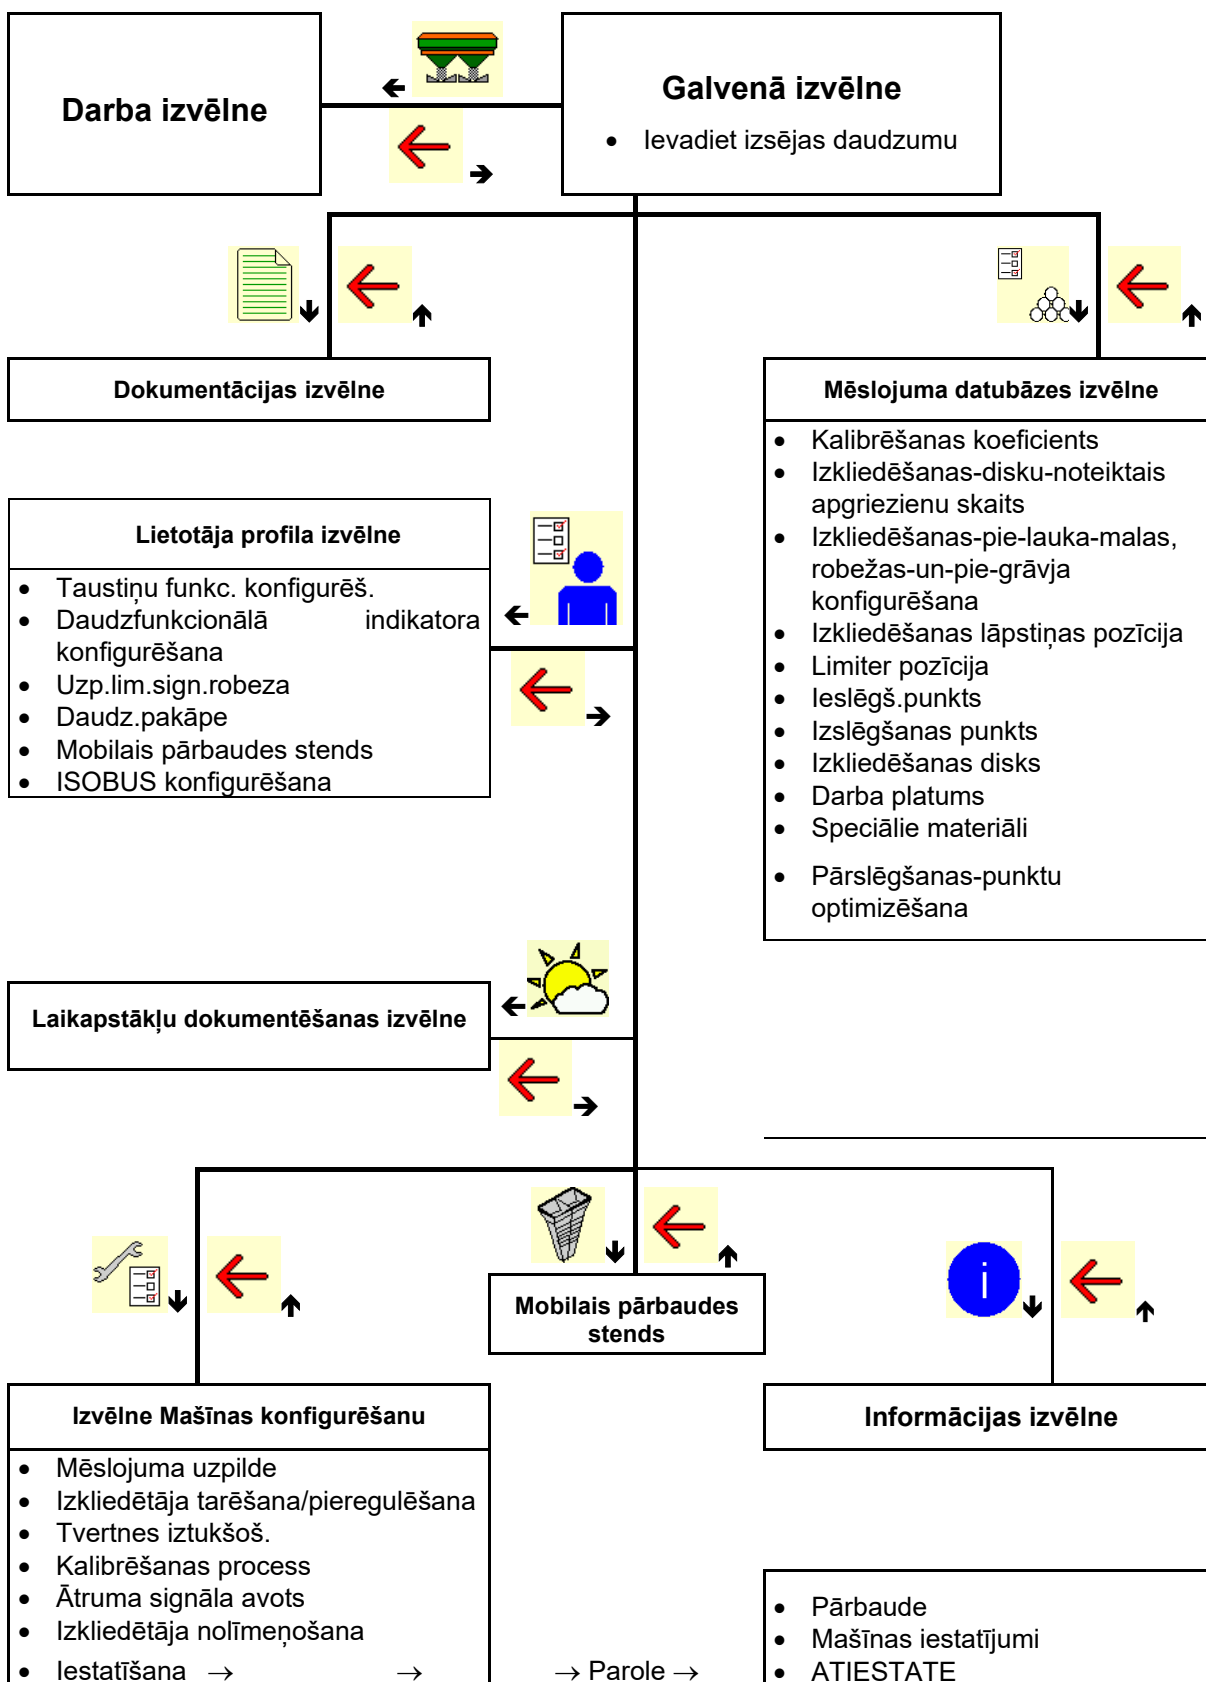 Darba izvēlne
Galvenā izvēlne
• Ievadiet izsējas daudzumu
Dokumentācijas izvēlne
Mēslojuma datubāzes izvēlne
• Kalibrēšanas koeficients
• Izkliedēšanas-disku-noteiktais
apgriezienu skaits
• Izkliedēšanas-pie-lauka-malas,
robežas-un-pie-grāvja
konfigurēšana
• Izkliedēšanas lāpstiņas pozīcija
• Limiter pozīcija
• Ieslēgš.punkts
• Izslēgšanas punkts
• Izkliedēšanas disks
• Darba platums
• Speciālie materiāli
• Pārslēgšanas-punktu
optimizēšana
Lietotāja profila izvēlne
• Taustiņu funkc. konfigurēš.
• Daudzfunkcionālā indikatora
konfigurēšana
• Uzp.lim.sign.robeza
• Daudz.pakāpe
• Mobilais pārbaudes stends
• ISOBUS konfigurēšana
Laikapstākļu dokumentēšanas izvēlne
Mobilais pārbaudes
stends
i
Izvēlne Mašīnas konfigurēšanu
• Mēslojuma uzpilde
• Izkliedētāja tarēšana/pieregulēšana
• Tvertnes iztukšoš.
• Kalibrēšanas process
• Ātruma signāla avots
• Izkliedētāja nolīmeņošana
• Iestatīšana → → → Parole →
Informācijas izvēlne
• Pārbaude
• Mašīnas iestatījumi
• ATIESTATE